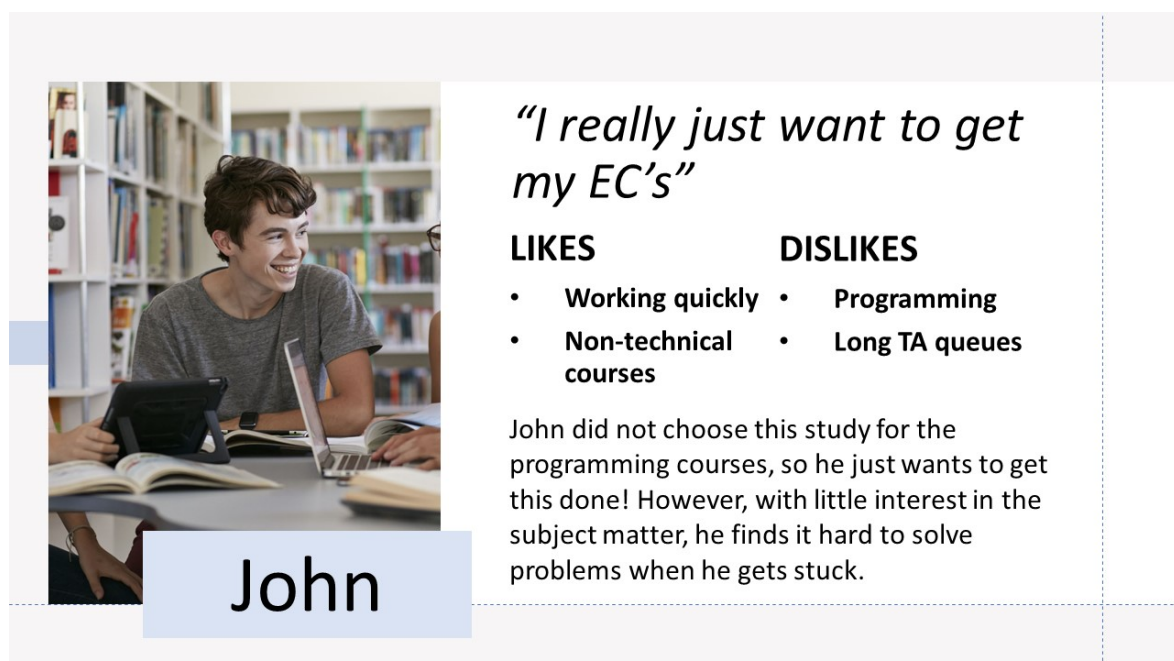 “I really just want to get
my EC’s”
LIKES
• Working quickly
• Non-technical
courses
DISLIKES
• Programming
• Long TA queues
John did not choose this study for the
programming courses, so he just wants to get
this done! However, with little interest in the
subject matter, he finds it hard to solve
problems when he gets stuck.
John